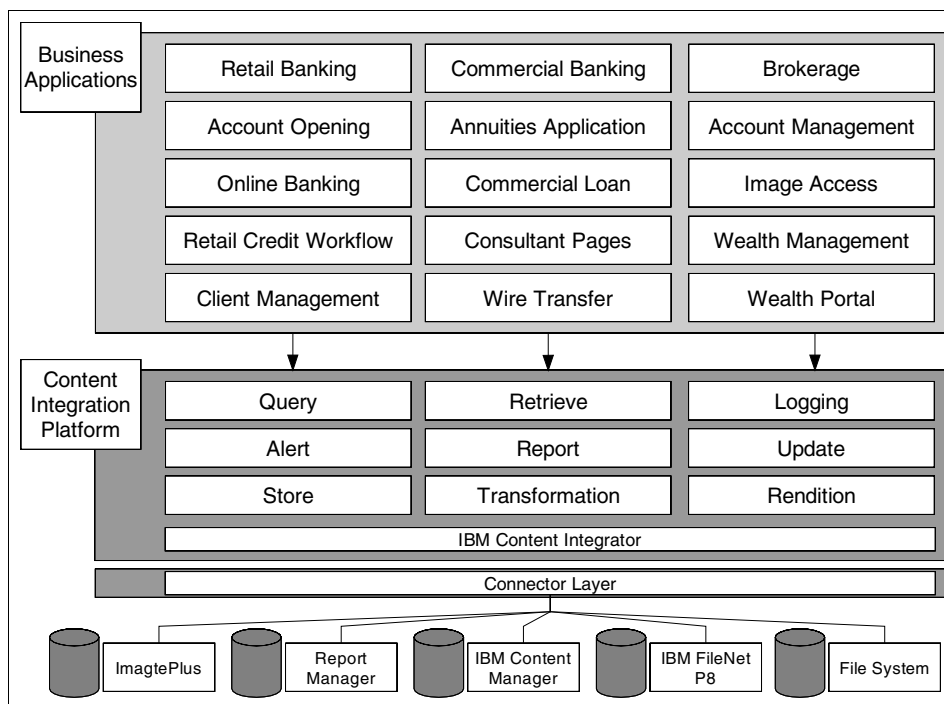 Business
Applications
Retail Banking
Commercial Banking
Brokerage
Account Opening
Annuities Application
Account Management
Online Banking
Commercial Loan
Image Access
Retail Credit Workflow
Consultant Pages
Wealth Management
Client Management
Wire Transfer
Wealth Portal
Content
Integration
Platform
Query
Retrieve
Logging
Alert
Report
Update
Store
Transformation
Rendition
IBM Content Integrator
Connector Layer
ImagtePlus
Report
Manager
IBM Content
Manager
IBM FileNet
P8
File System